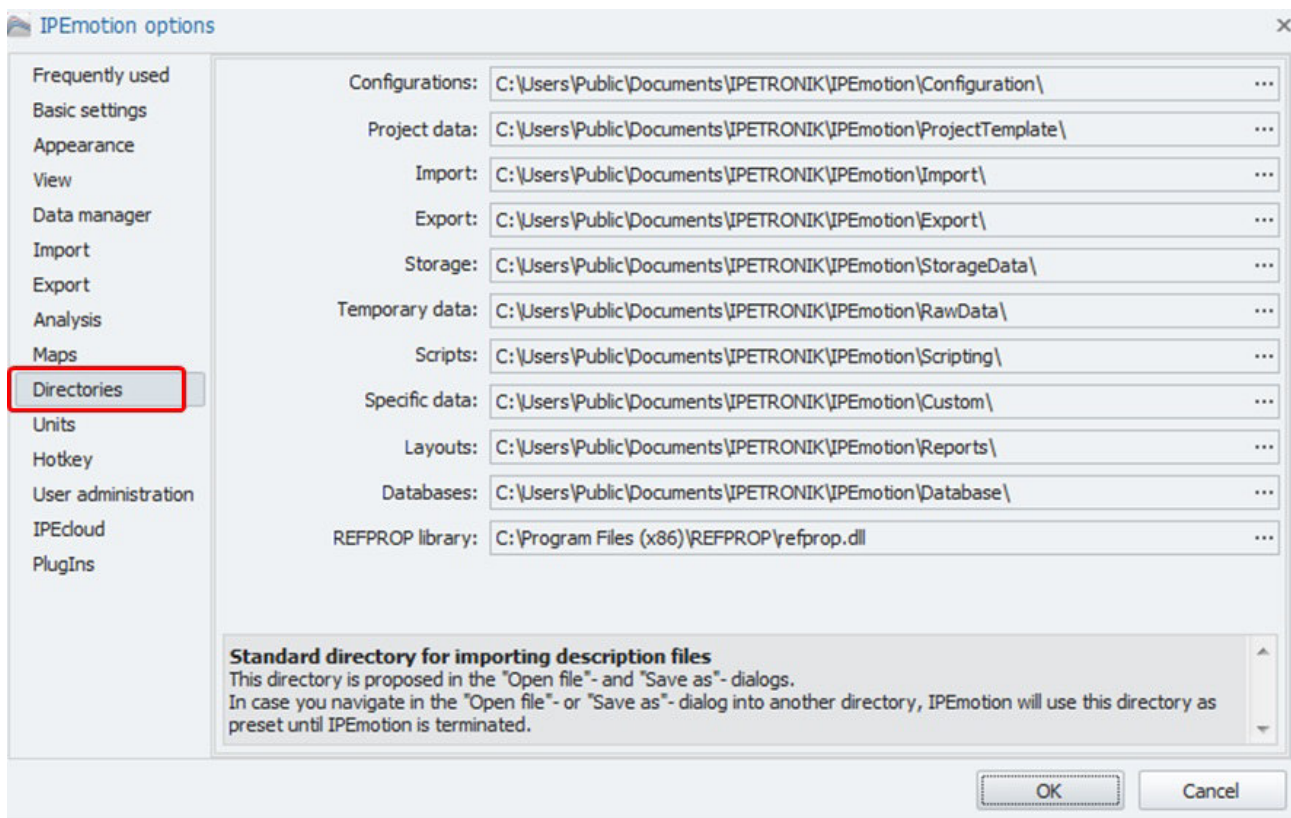 IPEmotion options
Frequently used
Basic settings
Appearance
View
Data manager
Import
Export
Analysis
Maps
Directories
Units
Hotkey
User administration
IPEcloud
PlugIns
Configurations: C:\Users\Public\Documents\IPETRONIK\IPEmotion\Configuration\ ...
Project data: C:\Users\Public\Documents\IPETRONIK\IPEmotion\ProjectTemplate\ ...
Import: C:\Users\Public\Documents\IPETRONIK\IPEmotion\Import\ ...
Export: C:\Users\Public\Documents\IPETRONIK\IPEmotion\Export\ ...
Storage: C:\Users\Public\Documents\IPETRONIK\IPEmotion\StorageData\ ...
Temporary data: C:\Users\Public\Documents\IPETRONIK\IPEmotion\RawData\ ...
Scripts: C:\Users\Public\Documents\IPETRONIK\IPEmotion\Scripting\ ...
Specific data: C:\Users\Public\Documents\IPETRONIK\IPEmotion\Custom\ ...
Layouts: C:\Users\Public\Documents\IPETRONIK\IPEmotion\Reports\ ...
Databases: C:\Users\Public\Documents\IPETRONIK\IPEmotion\Database\ ...
REFPROP library: C:\Program Files (x86)\REFPROP\refprop.dll ...
Standard directory for importing description files
This directory is proposed in the "Open file"- and "Save as"- dialogs.
In case you navigate in the "Open file"- or "Save as"- dialog into another directory, IPEmotion will use this directory as
preset until IPEmotion is terminated.
OK
Cancel